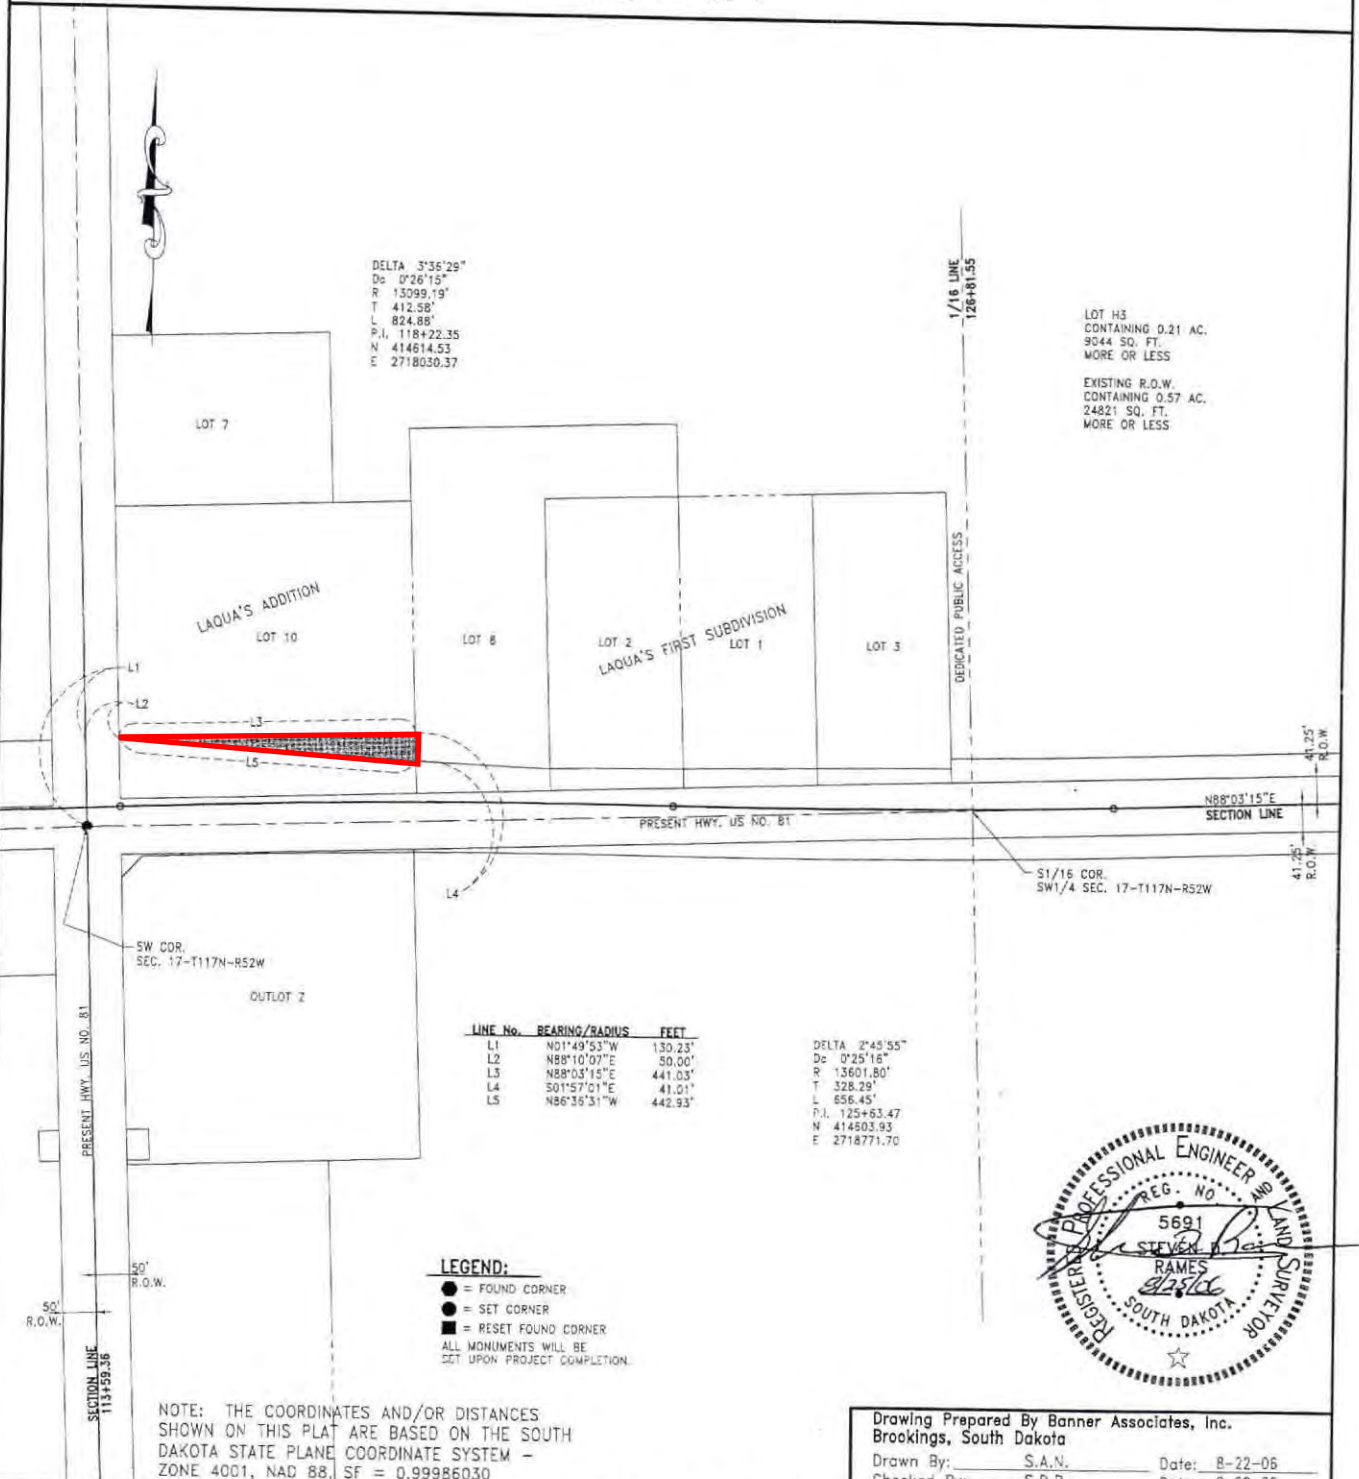 DELTA 3°36'29"
Dc 0°26'15"
R 13099.19'
T 412.58'
L 824.88'
P.I. 118+22.35
N 414614.53
E 2718030.37
1/16 LINE
126+81.55
LOT H3
CONTAINING 0.21 AC.
9044 SQ. FT.
MORE OR LESS
EXISTING R.O.W.
CONTAINING 0.57 AC.
24821 SQ. FT.
MORE OR LESS
LOT 7
LAQUA'S ADDITION
LOT 10
LOT 8
LOT 2
LAQUA'S FIRST SUBDIVISION
LOT 1
LOT 3
DEDICATED PUBLIC ACCESS
L1
L2
L3
L5
L4
41.25'
R.O.W.
N88°03'15"E
SECTION LINE
PRESENT HWY. US NO. 81
41.25'
R.O.W.
S1/16 COR.
SW1/4 SEC. 17-T117N-R52W
SW COR.
SEC. 17-T117N-R52W
OUTLOT Z
PRESENT HWY. US NO. 81
LINE No. BEARING/RADIUS FEET
L1 N01°49'53"W 130.23'
L2 N88°10'07"E 50.00'
L3 N88°03'15"E 441.03'
L4 S01°57'01"E 41.01'
L5 N86°36'31"W 442.93'
DELTA 2°45'55"
Dc 0°25'16"
R 13601.80'
T 328.29'
L 656.45'
P.I. 125+63.47
N 414603.93
E 2718771.70
REGISTERED PROFESSIONAL ENGINEER AND LAND SURVEYOR
REG. NO.
5691
STEVEN D.
RAMES
8/25/06
SOUTH DAKOTA
50'
R.O.W.
50'
R.O.W.
SECTION LINE
113+59.36
LEGEND:
= FOUND CORNER
= SET CORNER
= RESET FOUND CORNER
ALL MONUMENTS WILL BE
SET UPON PROJECT COMPLETION.
NOTE: THE COORDINATES AND/OR DISTANCES
SHOWN ON THIS PLAT ARE BASED ON THE SOUTH
DAKOTA STATE PLANE COORDINATE SYSTEM -
ZONE 4001, NAD 88. SF = 0.99986030
Drawing Prepared By Banner Associates, Inc.
Brookings, South Dakota
Drawn By: S.A.N. Date: 8-22-06